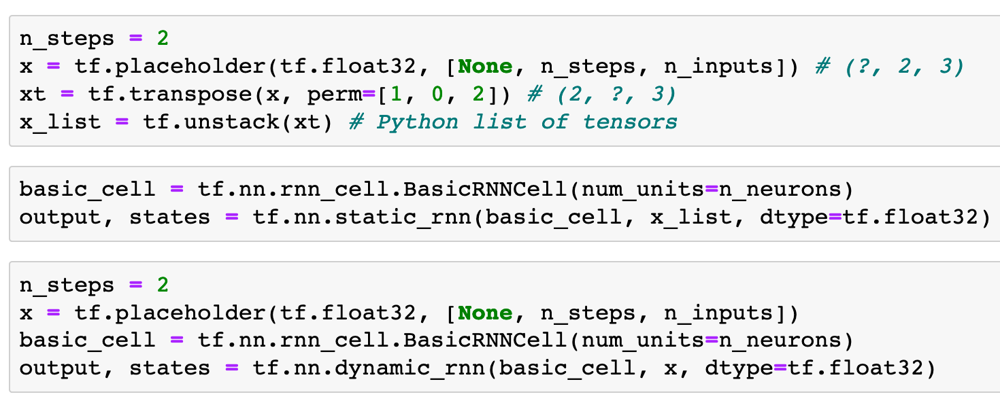 n_steps = 2
x = tf.placeholder(tf.float32, [None, n_steps, n_inputs]) # (?, 2, 3)
xt = tf.transpose(x, perm=[1, 0, 2]) # (2, ?, 3)
x_list = tf.unstack(xt) # Python list of tensors
basic_cell = tf.nn.rnn_cell.BasicRNNCell(num_units=n_neurons)
output, states = tf.nn.static_rnn(basic_cell, x_list, dtype=tf.float32)
n_steps = 2
x = tf.placeholder(tf.float32, [None, n_steps, n_inputs])
basic_cell = tf.nn.rnn_cell.BasicRNNCell(num_units=n_neurons)
output, states = tf.nn.dynamic_rnn(basic_cell, x, dtype=tf.float32)